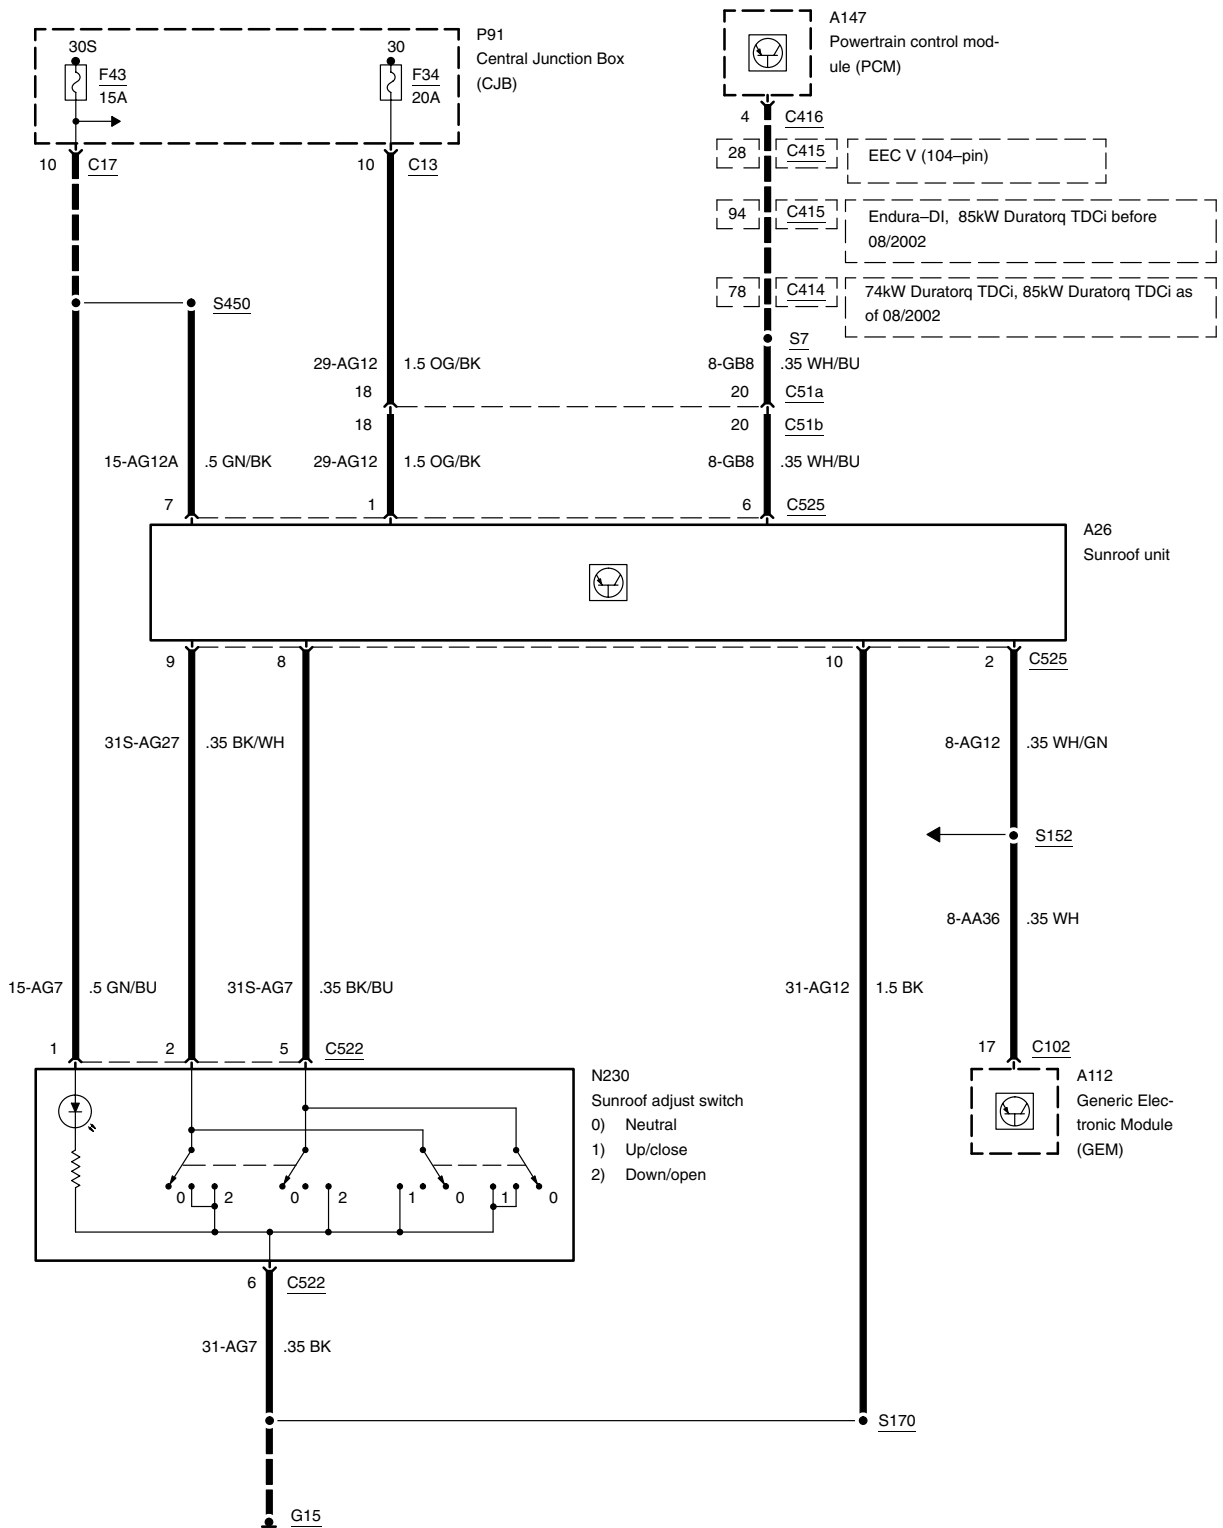 A147
P91
Powertrain control mod-
ule (PCM)
30S
30
Central Junction Box
(CJB)
F43
15A
F34
20A
4 C416
10 C17
10 C13
28 C415 EEC V (104–pin)
94 C415 Endura–DI, 85kW Duratorq TDCi before
08/2002
78 C414 74kW Duratorq TDCi, 85kW Duratorq TDCi as
of 08/2002
S450
S7
29-AG12 1.5 OG/BK
8-GB8 .35 WH/BU
18
20 C51a
18
20 C51b
15-AG12A .5 GN/BK
29-AG12 1.5 OG/BK
8-GB8 .35 WH/BU
7
1
6 C525
A26
Sunroof unit
9
8
10
2 C525
31S-AG27 .35 BK/WH
8-AG12 .35 WH/GN
S152
8-AA36 .35 WH
15-AG7 .5 GN/BU
31S-AG7 .35 BK/BU
31-AG12 1.5 BK
1
2
5 C522
17 C102
N230
Sunroof adjust switch
0) Neutral
1) Up/close
2) Down/open
A112
Generic Elec-
tronic Module
(GEM)
0 2 0 2 1 0 1 0
6 C522
31-AG7 .35 BK
S170
G15